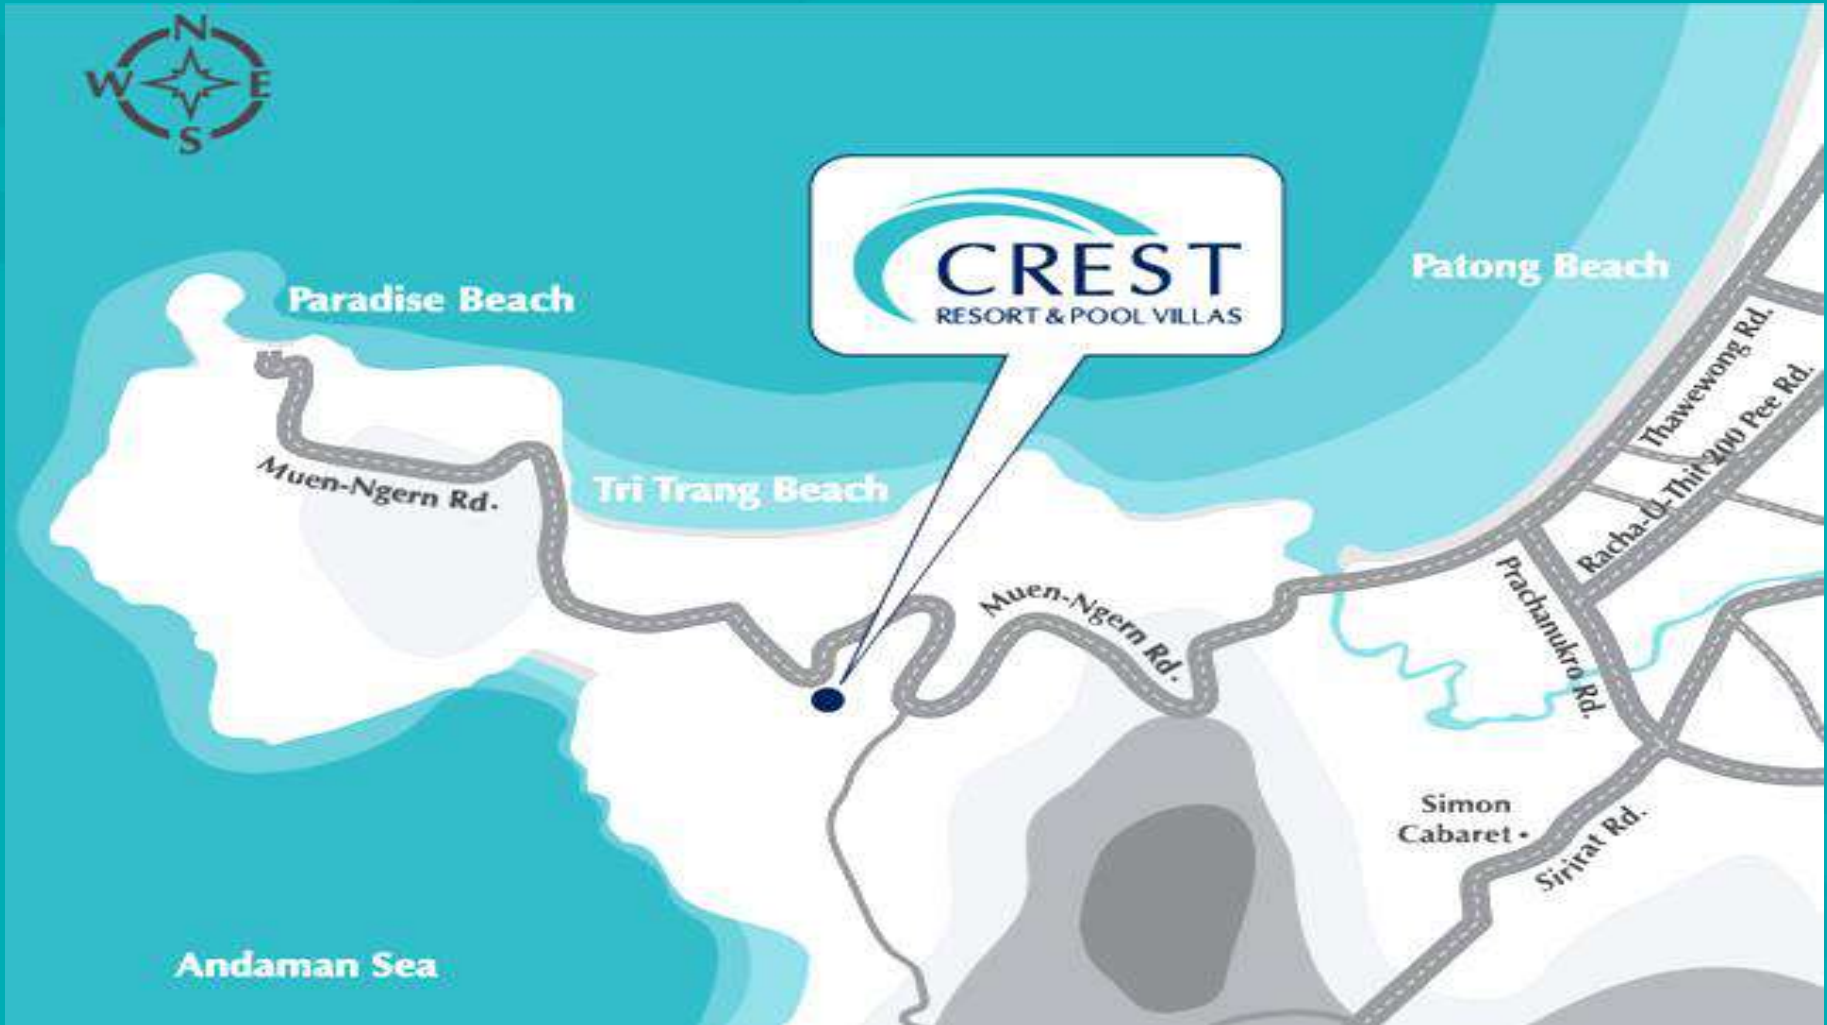 N
W E
S
CREST
RESORT & POOL VILLAS
Patong Beach
Paradise Beach
Thawewong Rd.
Racha-U-Thit 200 Pee Rd.
Muen-Ngern Rd.
Tri Trang Beach
Muen-Ngern Rd.
Prachanukro Rd.
Simon
Cabaret
Sirirat Rd.
Andaman Sea